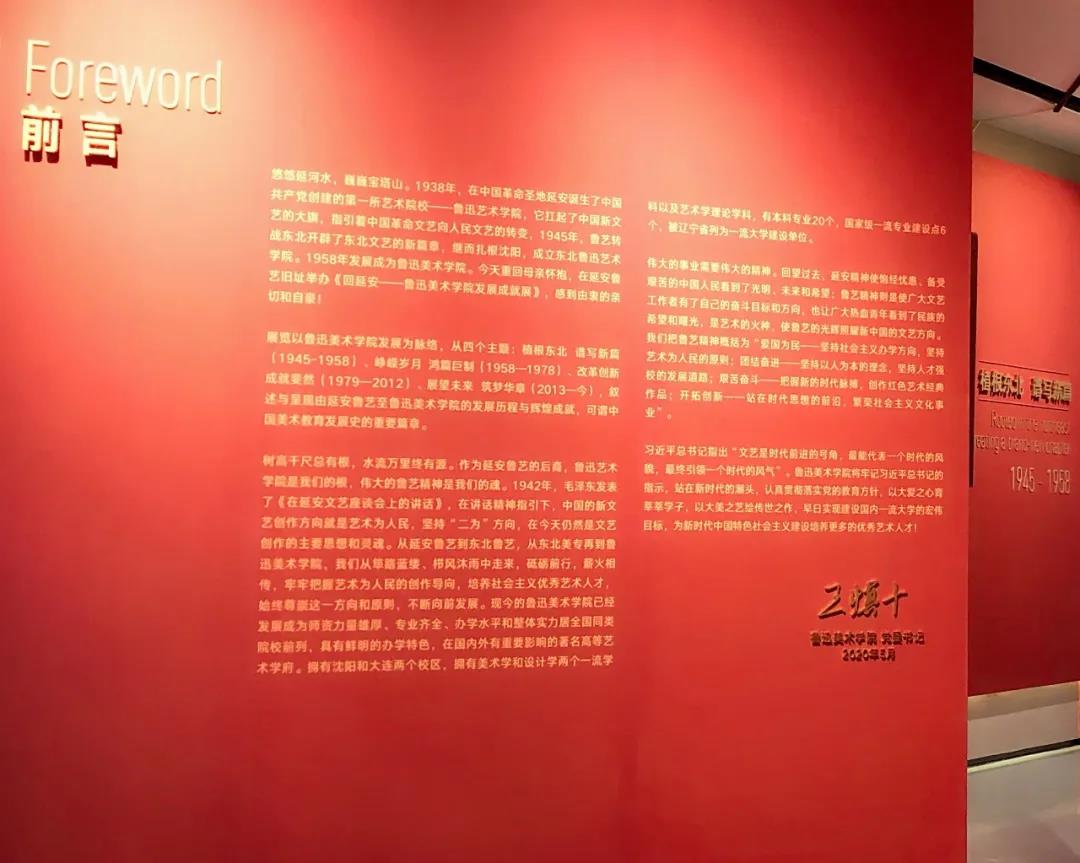 Foreword
前言
悠悠延河水，巍巍宝塔山。1938年，在中国革命圣地延安诞生了中国
共产党创建的第一所艺术院校——鲁迅艺术学院，它扛起了中国新文
艺的大旗，指引着中国革命文艺向人民文艺的转变，1945年，鲁艺转
战东北开辟了东北文艺的新篇章，继而扎根沈阳，成立东北鲁迅艺术
学院。1958年发展成为鲁迅美术学院。今天重回母亲怀抱，在延安鲁
艺旧址举办《回延安——鲁迅美术学院发展成就展》，感到由衷的亲
切和自豪！
展览以鲁迅美术学院发展为脉络，从四个主题：植根东北 谱写新篇
（1945-1958）、峥嵘岁月 鸿篇巨制（1958—1978）、改革创新
成就斐然（1979—2012）、展望未来 筑梦华章（2013—今），叙
述与呈现由延安鲁艺至鲁迅美术学院的发展历程与辉煌成就，可谓中
国美术教育发展史的重要篇章。
树高千尺总有根，水流万里终有源。作为延安鲁艺的后裔，鲁迅艺术
学院是我们的根，伟大的鲁艺精神是我们的魂。1942年，毛泽东发表
了《在延安文艺座谈会上的讲话》，在讲话精神指引下，中国的新文
艺创作方向就是艺术为人民，坚持“二为”方向，在今天仍然是文艺
创作的主要思想和灵魂。从延安鲁艺到东北鲁艺，从东北美专再到鲁
迅美术学院，我们从筚路蓝缕、栉风沐雨中走来，砥砺前行，薪火相
传，牢牢把握艺术为人民的创作导向，培养社会主义优秀艺术人才，
始终尊崇这一方向和原则，不断向前发展。现今的鲁迅美术学院已经
发展成为师资力量雄厚、专业齐全、办学水平和整体实力居全国同类
院校前列，具有鲜明的办学特色，在国内外有重要影响的著名高等艺
术学府。拥有沈阳和大连两个校区，拥有美术学和设计学两个一流学
科以及艺术学理论学科，有本科专业20个，国家级一流专业建设点6
个，被辽宁省列为一流大学建设单位。
伟大的事业需要伟大的精神。回望过去，延安精神使饱经忧患、备受
艰苦的中国人民看到了光明、未来和希望；鲁艺精神则是使广大文艺
工作者有了自己的奋斗目标和方向，也让广大热血青年看到了民族的
希望和曙光，是艺术的火种，使鲁艺的光辉照耀新中国的文艺方向。
我们把鲁艺精神概括为“爱国为民——坚持社会主义办学方向，坚持
艺术为人民的原则；团结奋进——坚持以人为本的理念，坚持人才强
校的发展道路；艰苦奋斗——把握新的时代脉搏，创作红色艺术经典
作品；开拓创新——站在时代思想的前沿，繁荣社会主义文化事
业”。
习近平总书记指出“文艺是时代前进的号角，最能代表一个时代的风
貌，最终引领一个时代的风气”。鲁迅美术学院将牢记习近平总书记的
指示，站在新时代的潮头，认真贯彻落实党的教育方针，以大爱之心育
莘莘学子，以大美之艺绘传世之作，早日实现建设国内一流大学的宏伟
目标，为新时代中国特色社会主义建设培养更多的优秀艺术人才！
鲁迅美术学院 党委书记
2020年5月
植根东北 谱写新篇
1945 - 1958